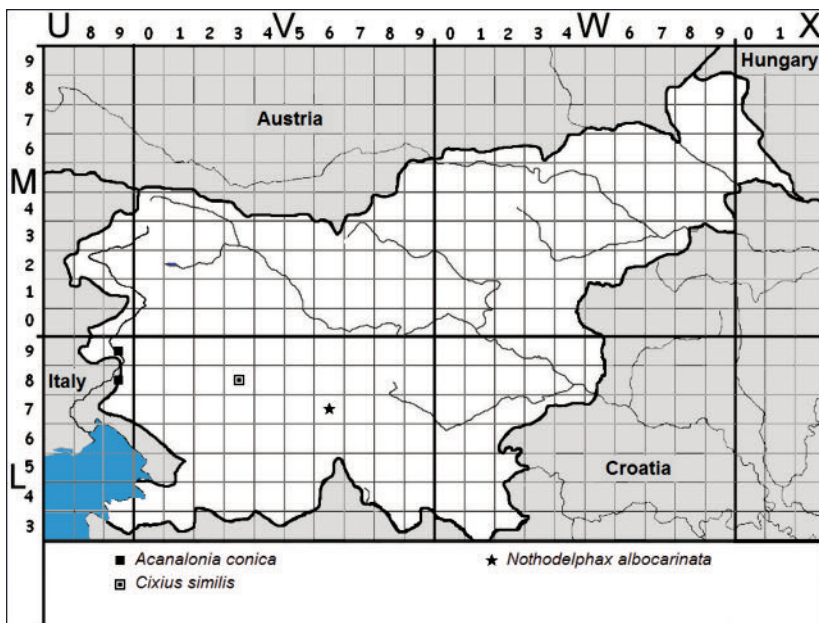 U 8 9 0 1 2 3 4 V 5 6 7 8 9 0 1 2 3 4 W 6 7 8 9 0 1 X
9
Hungary
8
Austria
7
6
M
4
3
2
1
0
9
Italy 8
7
6
5
Croatia
L
4
3
Acanalonia conica
Nothodelphax albocarinata
Cixius similis